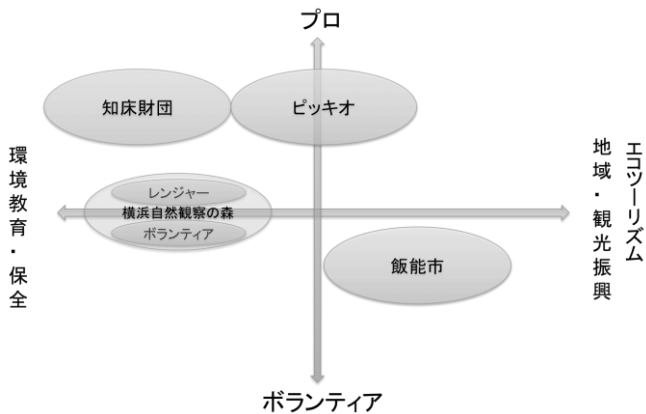 プロ
知床財団
ピッキオ
環境教育・保全
レンジャー
横浜自然観察の森
ボランティア
エコツーリズム
地域・観光振興
飯能市
ボランティア